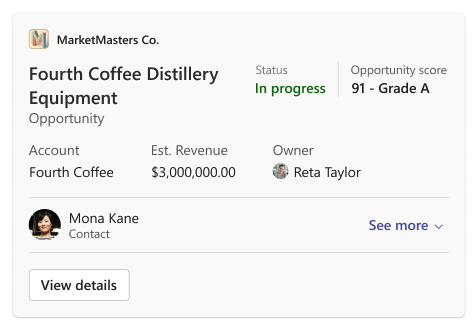 MarketMasters Co.
Fourth Coffee Distillery
Equipment
Opportunity
Status
In progress
Opportunity score
91 - Grade A
Account
Fourth Coffee
Est. Revenue
$3,000,000.00
Owner
Reta Taylor
Mona Kane
Contact
See more
View details